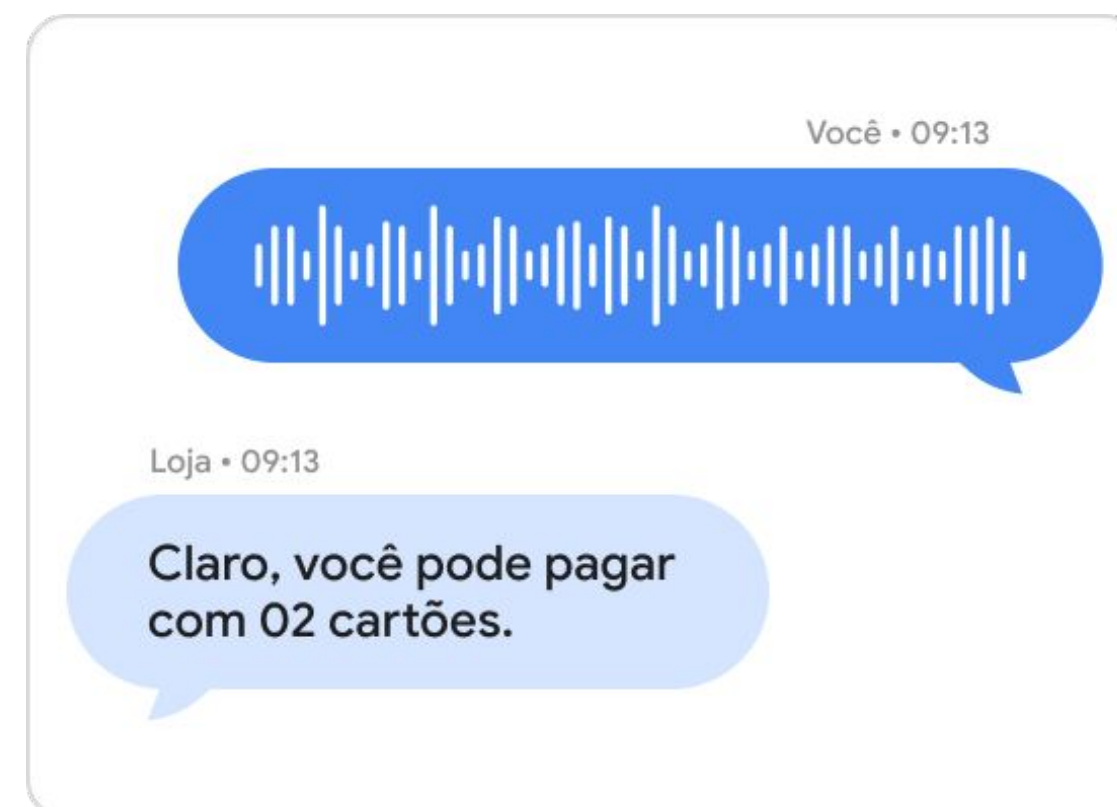 Você • 09:13
Loja • 09:13
Claro, você pode pagar
com 02 cartões.